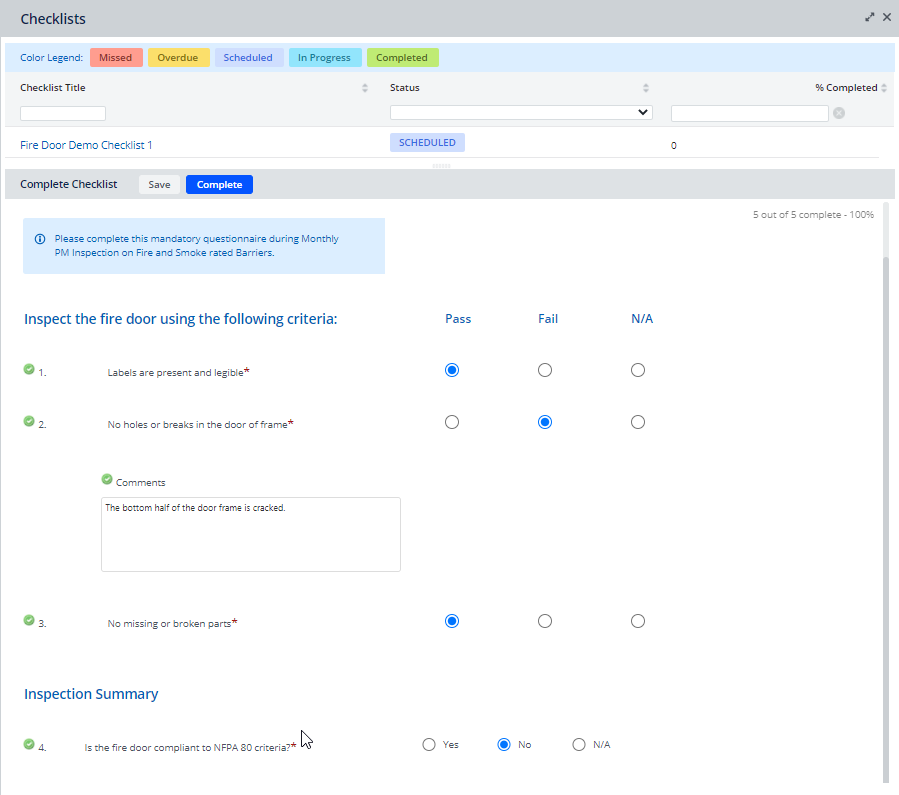 Checklists
Color Legend: Missed Overdue Scheduled In Progress Completed
Checklist Title Status % Completed
Fire Door Demo Checklist 1 SCHEDULED 0
Complete Checklist Save Complete
5 out of 5 complete - 100%
Please complete this mandatory questionnaire during Monthly
PM Inspection on Fire and Smoke rated Barriers.
Inspect the fire door using the following criteria: Pass Fail N/A
1. Labels are present and legible*
2. No holes or breaks in the door of frame*
Comments
The bottom half of the door frame is cracked.
3. No missing or broken parts*
Inspection Summary
4. Is the fire door compliant to NFPA 80 criteria?* Yes No N/A